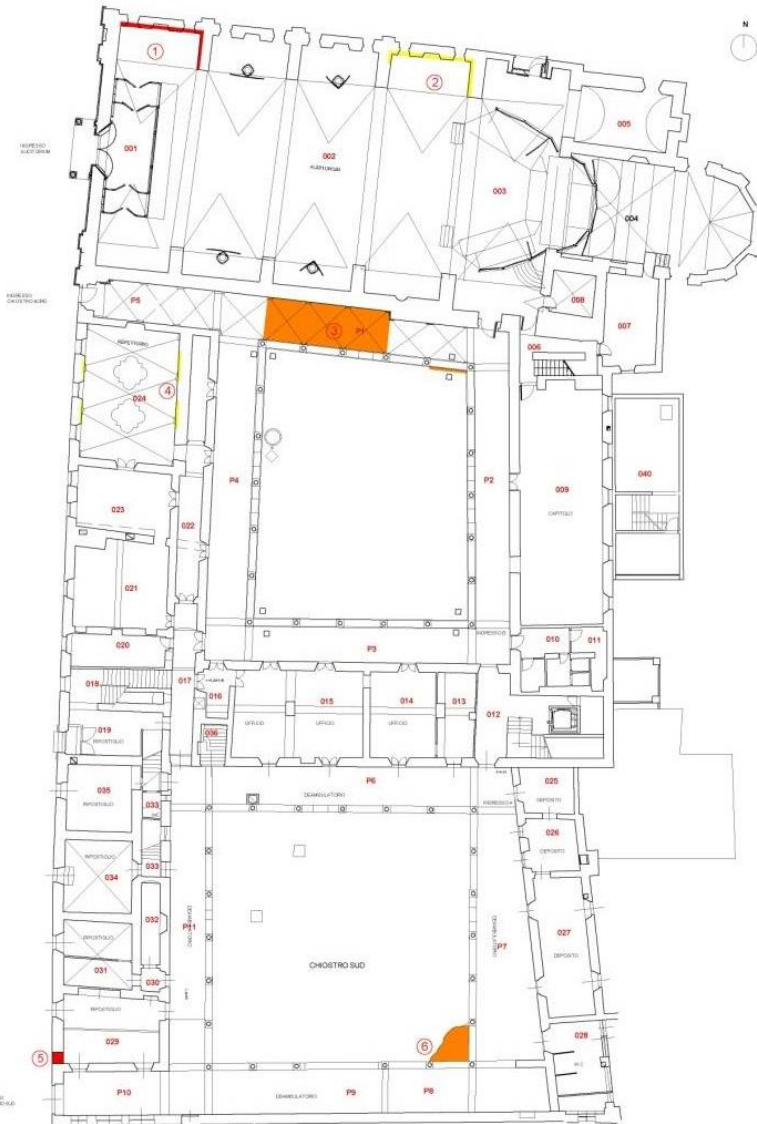 N
1
2
005
INGRESSO
AUDITORIUM
001
002
AUDITORIUM
003
004
INGRESSO
CHIOSTRO NORD
P5
008
3
P1
007
REFETTORIO
006
4
024
P4
P2
009
CAPITOLO
040
023
022
021
INGRESSO B
010
011
020
P3
018
017
016
015
014
013
012
019
RIPOSTIGLIO
036
UFFICIO
UFFICIO
UFFICIO
P6
DEAMBULATORIO
INGRESSO A
025
DEPOSITO
035
RIPOSTIGLIO
033
026
DEPOSITO
RIPOSTIGLIO
034
033
032
DEAMBULATORIO
P11
DEAMBULATORIO
P7
027
DEPOSITO
RIPOSTIGLIO
CHIOSTRO SUD
031
030
RIPOSTIGLIO
029
5
6
028
W.C.
P10
DEAMBULATORIO
P9
P8